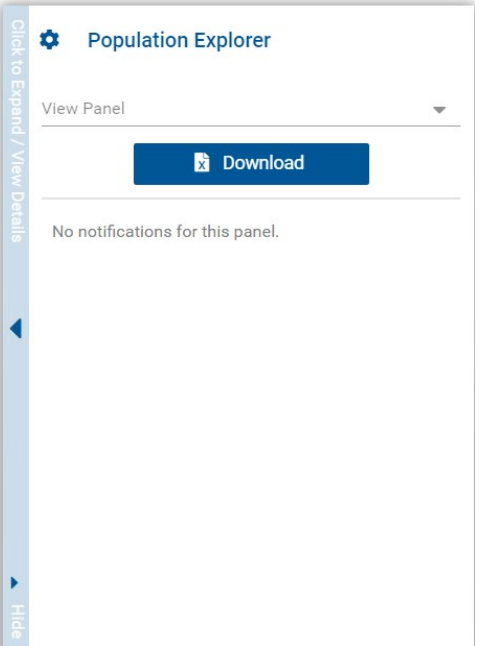 Click to Expand / View Details
Population Explorer
View Panel
Download
No notifications for this panel.
Hide